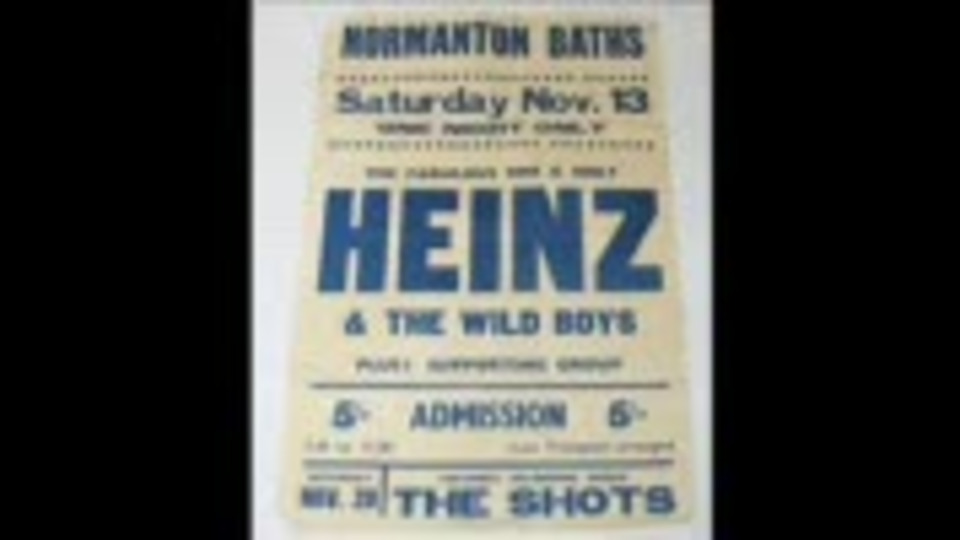 NORMANTON BATHS
Saturday Nov. 13
ONE NIGHT ONLY
HEINZ
& THE WILD BOYS
PLUS! SUPPORTING GROUP
5/- ADMISSION 5/-
NOV. 20 THE SHOTS